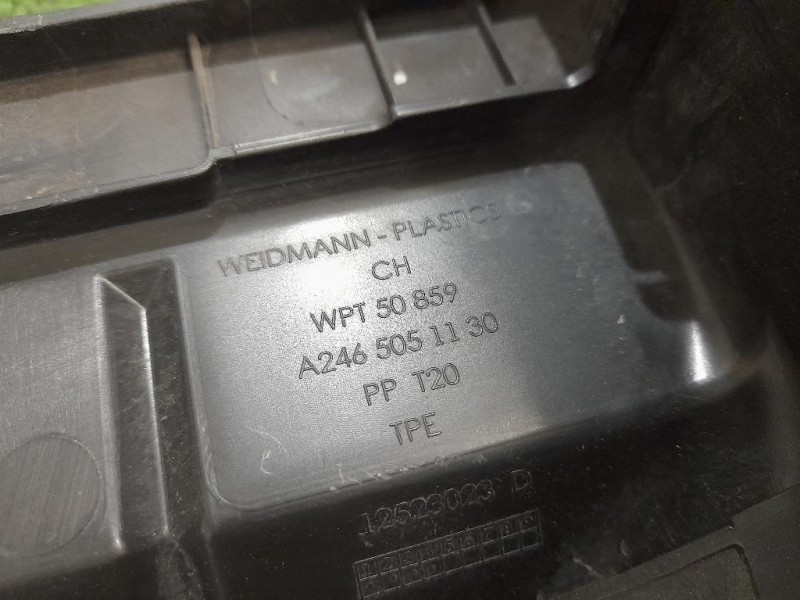 WEIDMANN - PLASTICS
CH
WPT 50 859
A246 505 11 30
PP T20
TPE
12523023 D